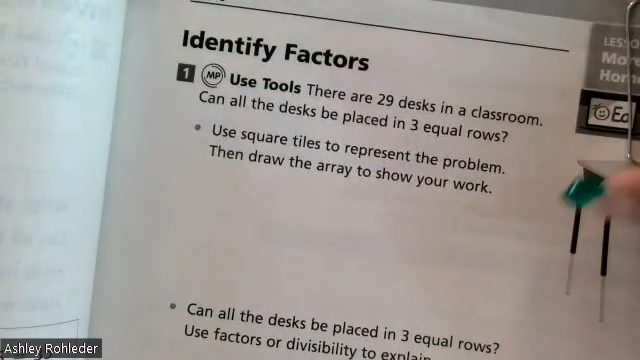 Identify Factors
1 MP Use Tools There are 29 desks in a classroom.
Can all the desks be placed in 3 equal rows?
• Use square tiles to represent the problem.
Then draw the array to show your work.
• Can all the desks be placed in 3 equal rows?
Use factors or divisibility to explain
Ashley Rohleder